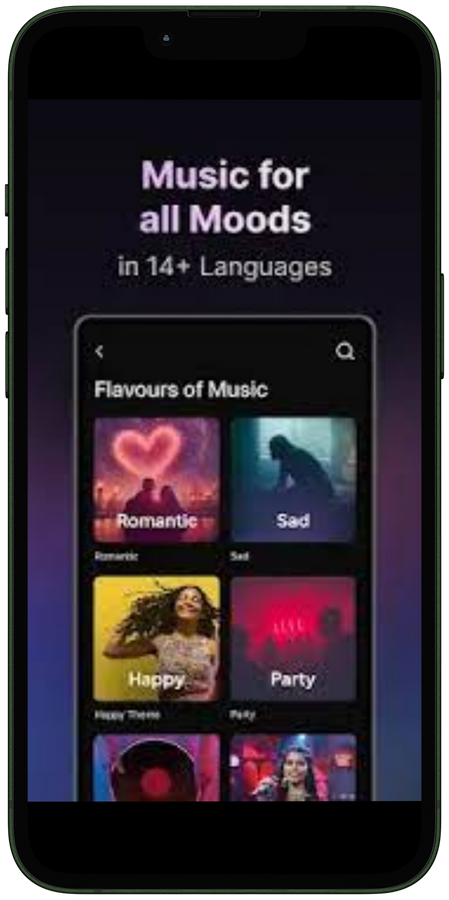 Music for
all Moods
in 14+ Languages
Flavours of Music
Romantic
Sad
Romantic
Sad
Happy
Party
Happy Theme
Party